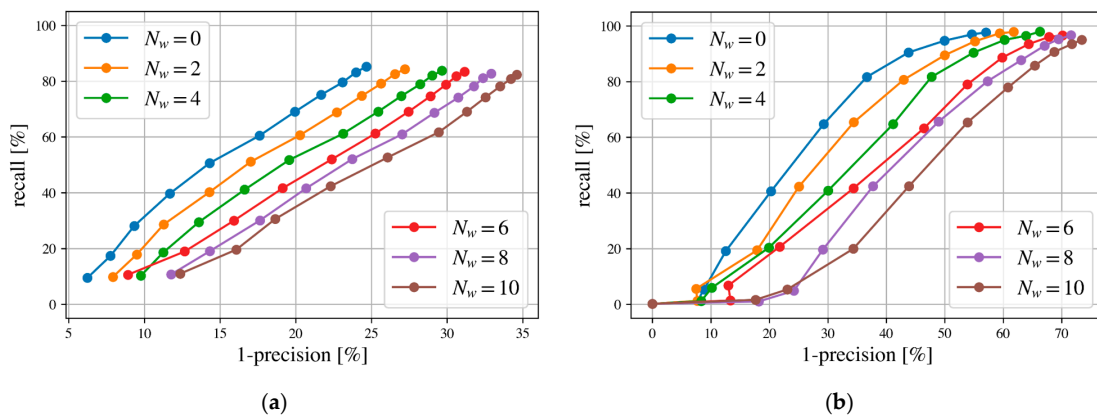 100
80
60
40
20
0
recall [%]
N_w = 0
N_w = 2
N_w = 4
N_w = 6
N_w = 8
N_w = 10
5 10 15 20 25 30 35
1-precision [%]
(a)
100
80
60
40
20
0
recall [%]
N_w = 0
N_w = 2
N_w = 4
N_w = 6
N_w = 8
N_w = 10
0 10 20 30 40 50 60 70
1-precision [%]
(b)